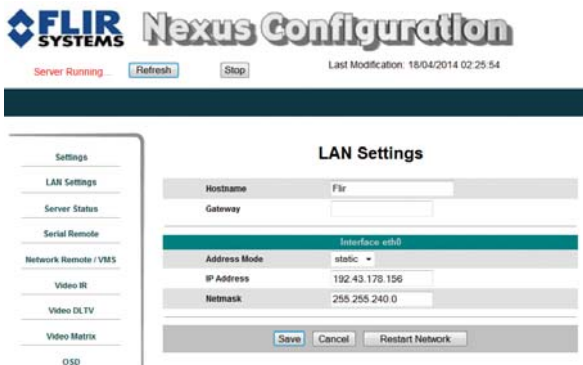 FLIR SYSTEMS
Nexus Configuration
Server Running... Refresh Stop Last Modification: 18/04/2014 02:25:54
Settings
LAN Settings
Server Status
Serial Remote
Network Remote / VMS
Video IR
Video DLTV
Video Matrix
OSD
LAN Settings
Hostname Flir
Gateway
Interface eth0
Address Mode static
IP Address 192.43.178.156
Netmask 255.255.240.0
Save Cancel Restart Network